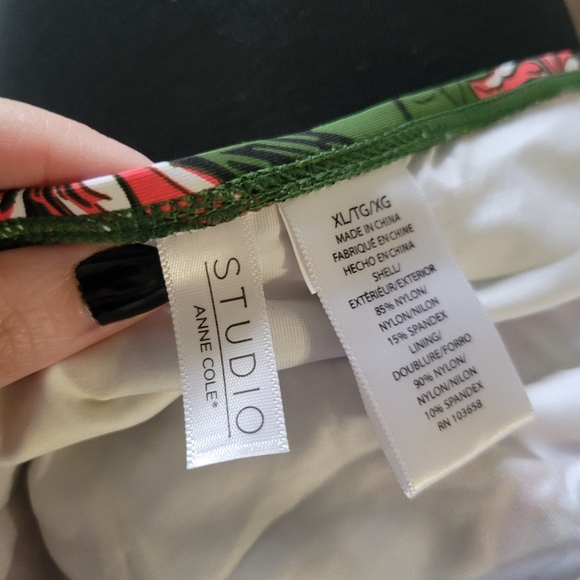 STUDIO
ANNE COLE®
XL/TG/XG
MADE IN CHINA
FABRIQUÉ EN CHINE
HECHO EN CHINA
SHELL/
EXTÉRIEUR/EXTERIOR
85% NYLON/
NYLON/NILON
15% SPANDEX
LINING/
DOUBLURE/FORRO
90% NYLON/
NYLON/NILON
10% SPANDEX
RN 103658